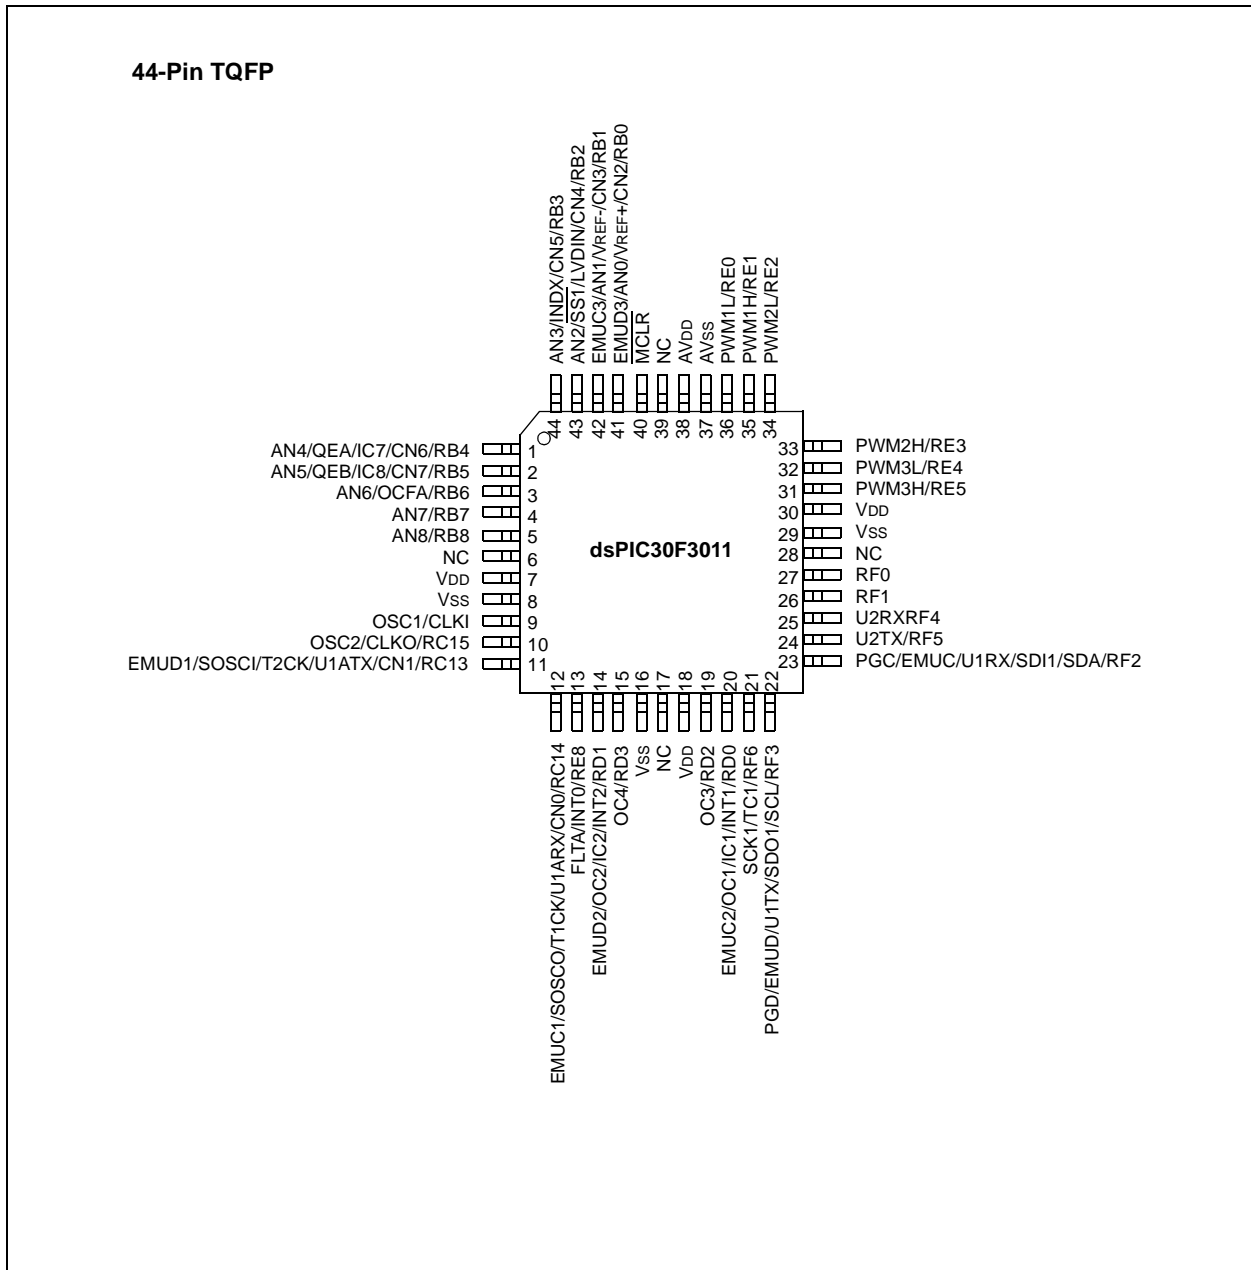 44-Pin TQFP
AN3/INDX/CN5/RB3
AN2/SS1/LVDIN/CN4/RB2
EMUC3/AN1/VREF-/CN3/RB1
EMUD3/AN0/VREF+/CN2/RB0
MCLR
NC
AVDD
AVSS
PWM1L/RE0
PWM1H/RE1
PWM2L/RE2
44
43
42
41
40
39
38
37
36
35
34
AN4/QEA/IC7/CN6/RB4 1
AN5/QEB/IC8/CN7/RB5 2
AN6/OCFA/RB6 3
AN7/RB7 4
AN8/RB8 5
NC 6
VDD 7
VSS 8
OSC1/CLKI 9
OSC2/CLKO/RC15 10
EMUD1/SOSCI/T2CK/U1ATX/CN1/RC13 11
dsPIC30F3011
33 PWM2H/RE3
32 PWM3L/RE4
31 PWM3H/RE5
30 VDD
29 VSS
28 NC
27 RF0
26 RF1
25 U2RXRF4
24 U2TX/RF5
23 PGC/EMUC/U1RX/SDI1/SDA/RF2
12
13
14
15
16
17
18
19
20
21
22
EMUC1/SOSCO/T1CK/U1ARX/CN0/RC14
FLTA/INT0/RE8
EMUD2/OC2/IC2/INT2/RD1
OC4/RD3
VSS
NC
VDD
OC3/RD2
EMUC2/OC1/IC1/INT1/RD0
SCK1/TC1/RF6
PGD/EMUD/U1TX/SDO1/SCL/RF3